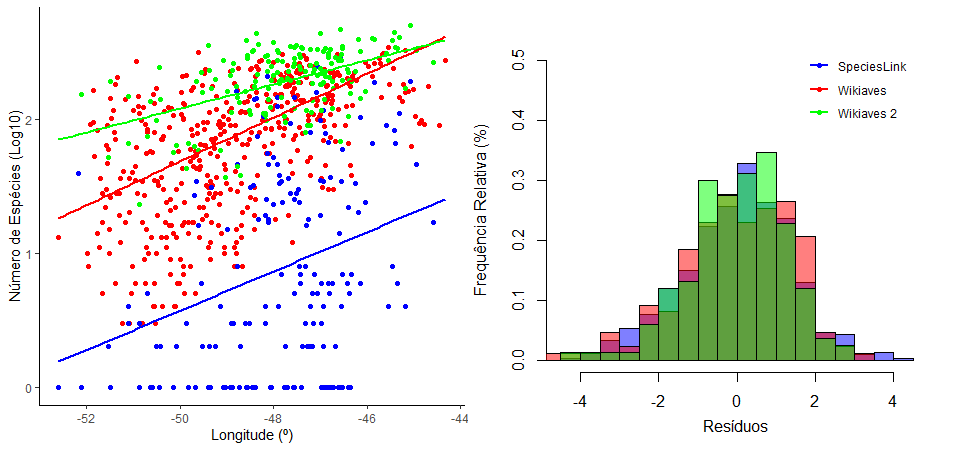 Número de Espécies (Log10)
2
1
0
-52
-50
-48
-46
-44
Longitude (º)
Frequência Relativa (%)
0.5
0.4
0.3
0.2
0.1
0.0
-4
-2
0
2
4
Resíduos
SpeciesLink
Wikiaves
Wikiaves 2